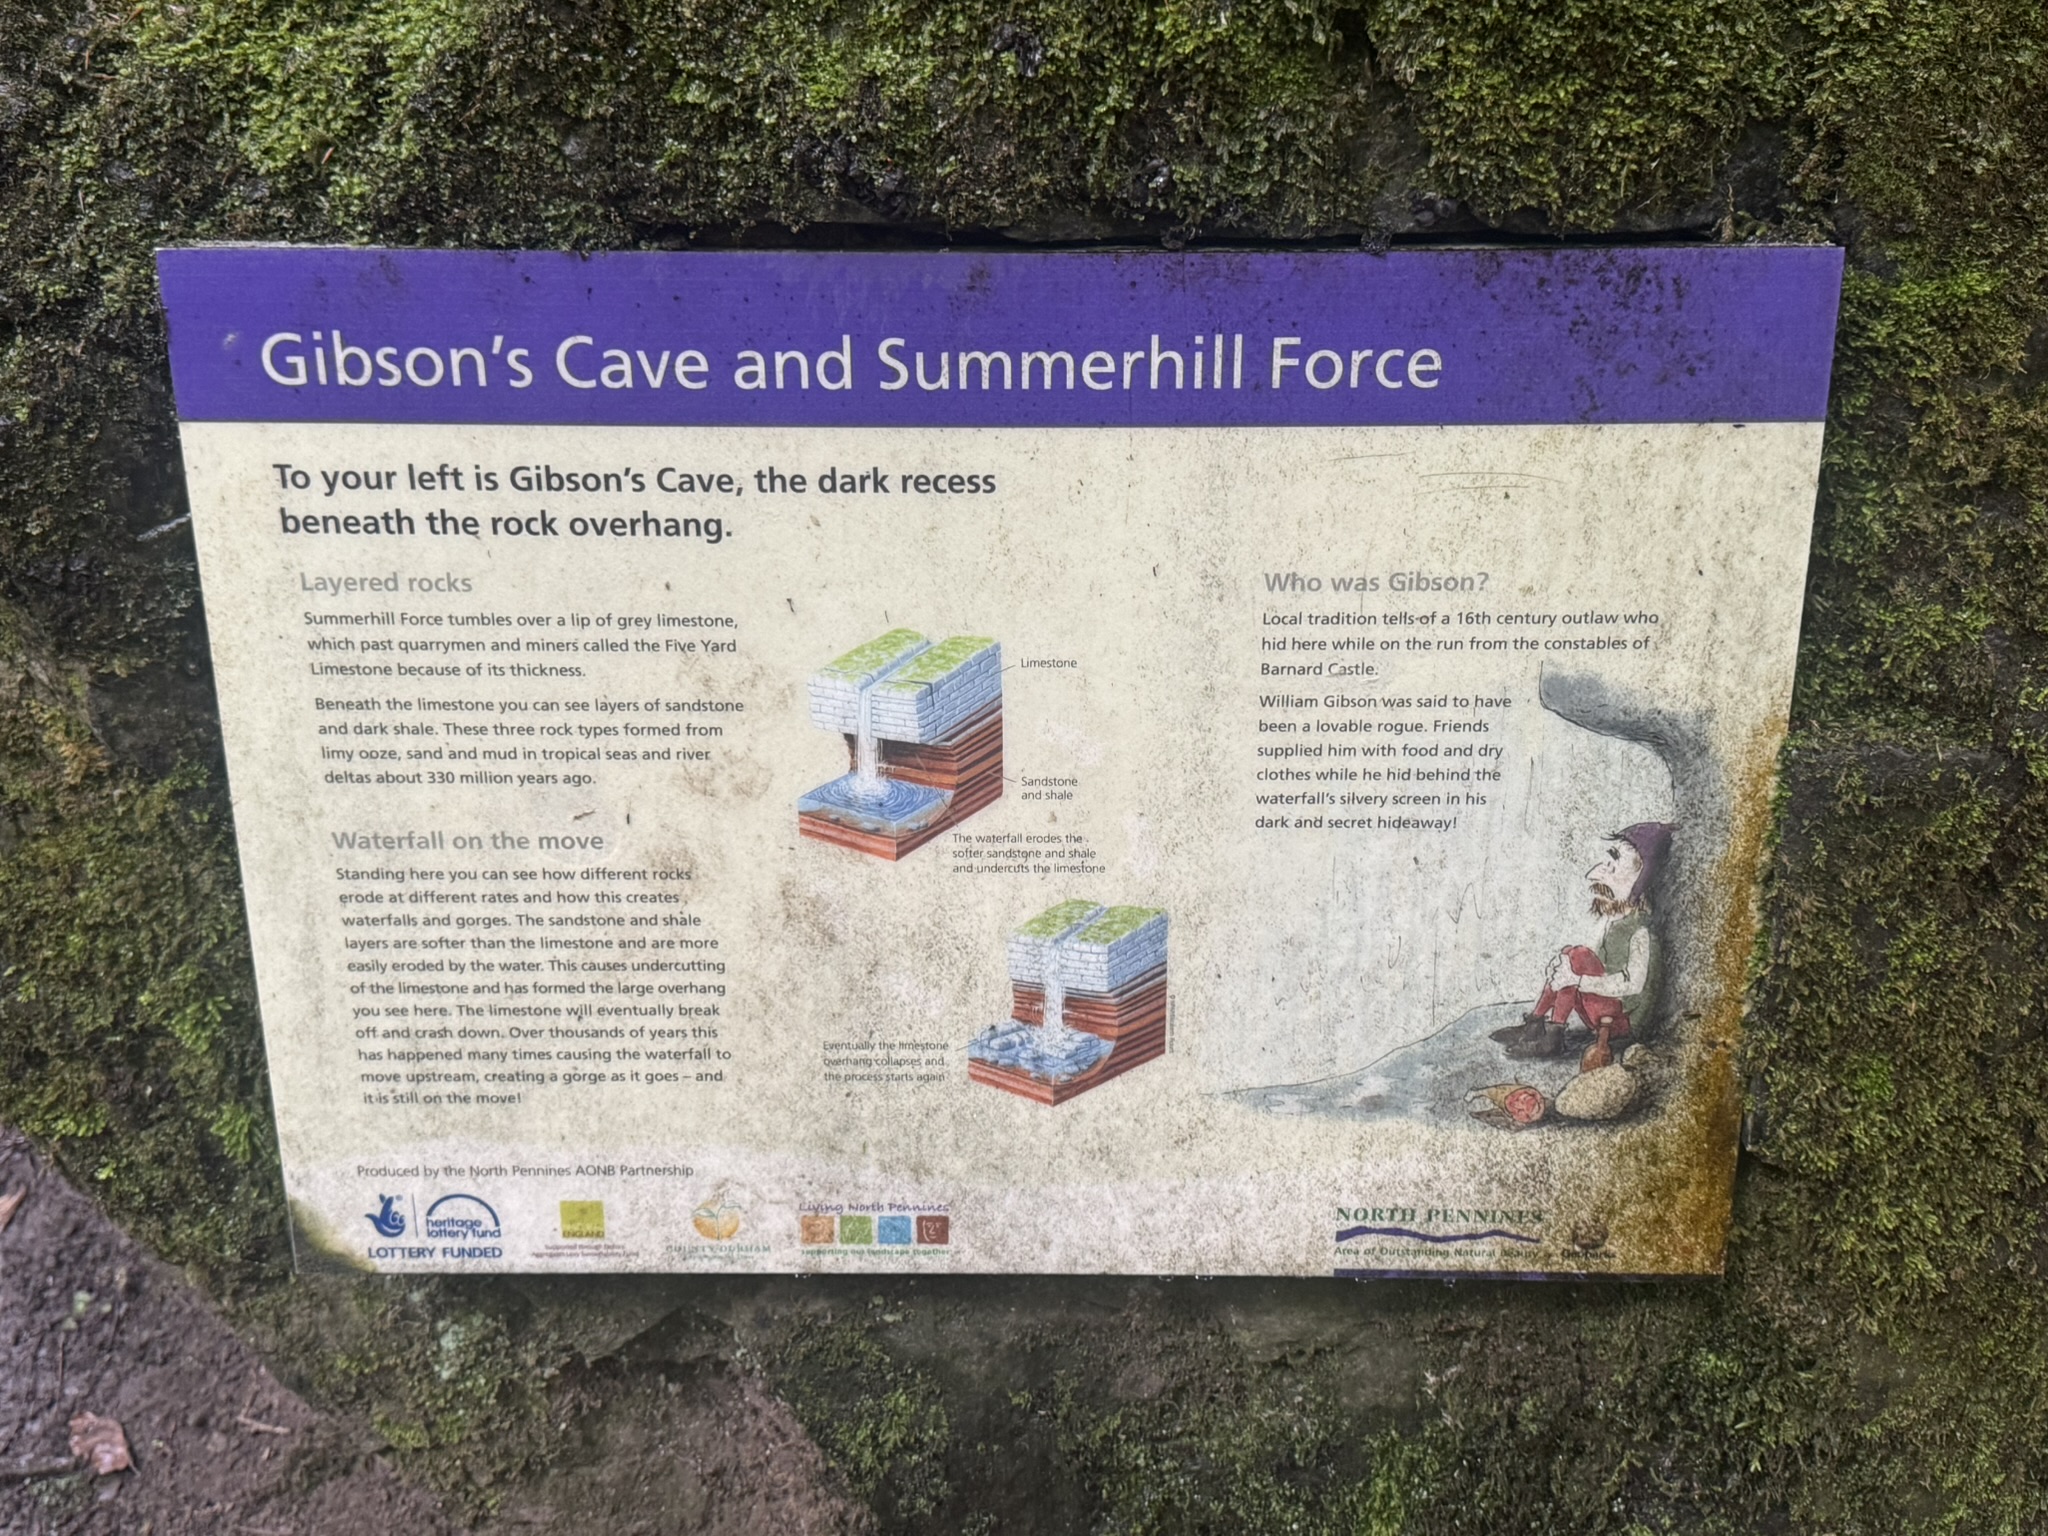 Gibson's Cave and Summerhill Force
To your left is Gibson's Cave, the dark recess
beneath the rock overhang.
Layered rocks
Summerhill Force tumbles over a lip of grey limestone,
which past quarrymen and miners called the Five Yard
Limestone because of its thickness.
Beneath the limestone you can see layers of sandstone
and dark shale. These three rock types formed from
limy ooze, sand and mud in tropical seas and river
deltas about 330 million years ago.
Waterfall on the move
Standing here you can see how different rocks
erode at different rates and how this creates
waterfalls and gorges. The sandstone and shale
layers are softer than the limestone and are more
easily eroded by the water. This causes undercutting
of the limestone and has formed the large overhang
you see here. The limestone will eventually break
off and crash down. Over thousands of years this
has happened many times causing the waterfall to
move upstream, creating a gorge as it goes – and
it is still on the move!
Limestone
Sandstone
and shale
The waterfall erodes the
softer sandstone and shale
and undercuts the limestone
Eventually the limestone
overhang collapses and
the process starts again
Who was Gibson?
Local tradition tells of a 16th century outlaw who
hid here while on the run from the constables of
Barnard Castle.
William Gibson was said to have
been a lovable rogue. Friends
supplied him with food and dry
clothes while he hid behind the
waterfall's silvery screen in his
dark and secret hideaway!
Produced by the North Pennines AONB Partnership
heritage
lottery fund
LOTTERY FUNDED
ENGLAND
COUNTY DURHAM
Living North Pennines
supporting our landscape together
NORTH PENNINES
Area of Outstanding Natural Beauty
Geopark